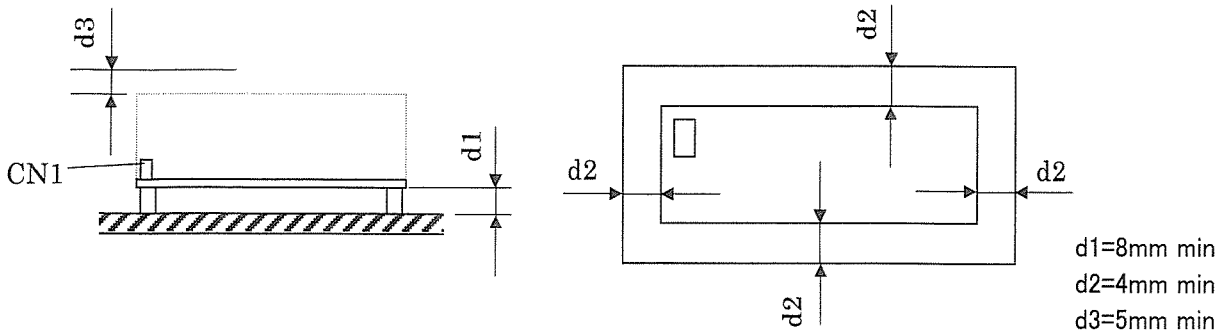 d3
CN1
d1
d2
d2
d2
d2
d1=8mm min
d2=4mm min
d3=5mm min